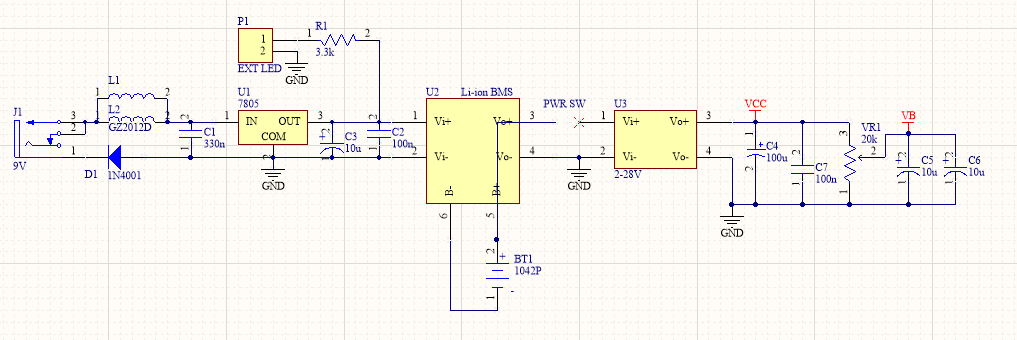 P1
1
2
EXT LED
1
R1
2
3.3k
GND
J1
3
2
1
9V
L1
1
2
L2
1
2
GZ2012D
D1
1N4001
2
C1
330n
1
U1
7805
1
IN
OUT
3
COM
2
GND
2
C3
10u
1
2
C2
100n
1
U2
Li-ion BMS
1
Vi+
Vo+
3
2
Vi-
Vo-
4
B-
B+
6
5
2
BT1
1042P
1
PWR SW
GND
U3
1
Vi+
Vo+
3
2
Vi-
Vo-
4
2-28V
VCC
1
C4
100u
2
2
C7
100n
1
GND
VR1
20k
3
2
1
VB
2
C5
10u
1
2
C6
10u
1